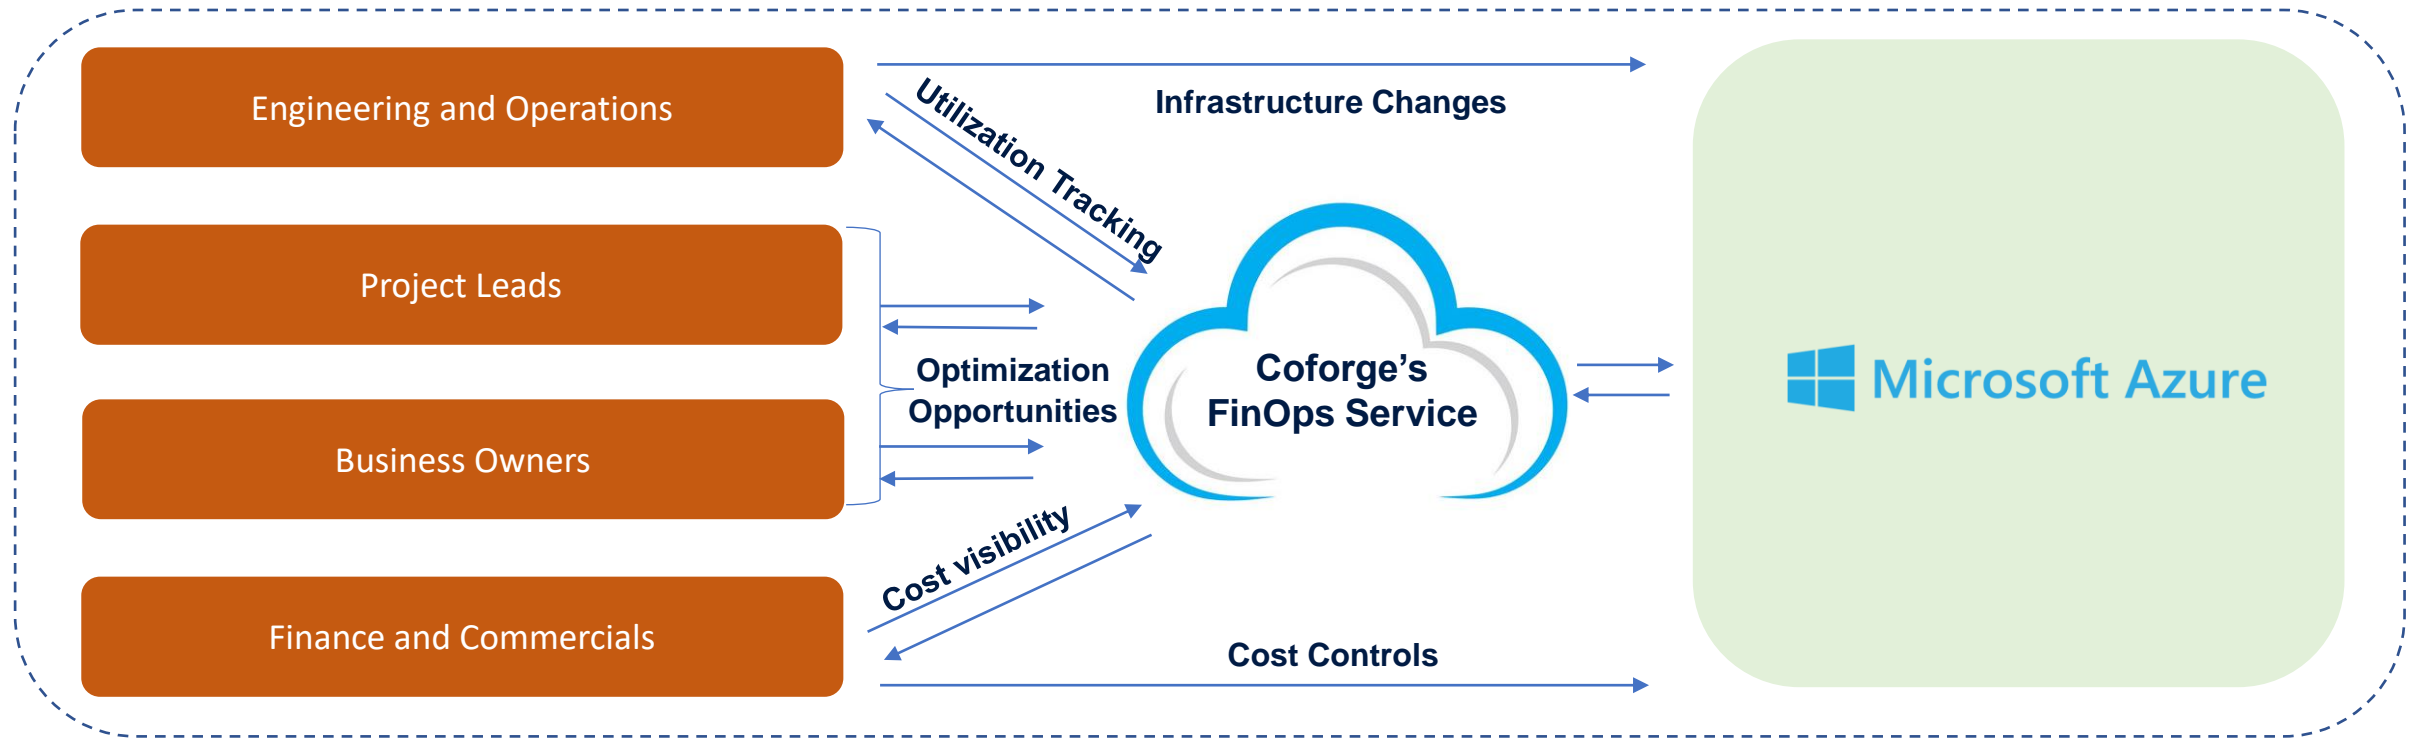 Engineering and Operations
Infrastructure Changes
Utilization Tracking
Project Leads
Optimization
Opportunities
Business Owners
Coforge’s
FinOps Service
Microsoft Azure
Cost visibility
Finance and Commercials
Cost Controls